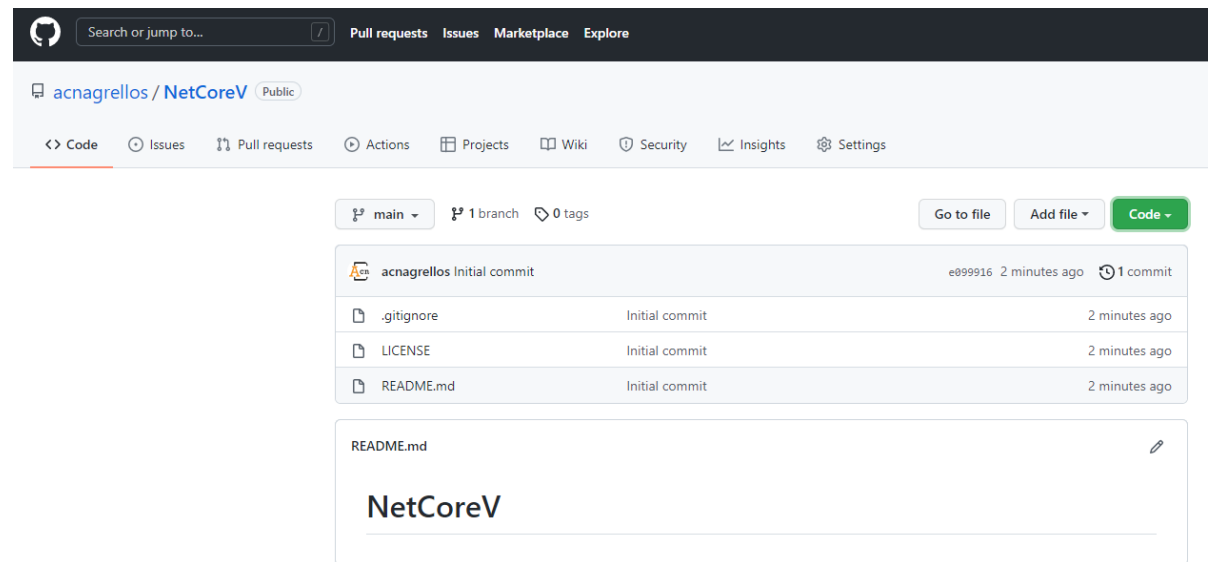 Search or jump to... / Pull requests Issues Marketplace Explore
acnagrellos / NetCoreV Public
<> Code Issues Pull requests Actions Projects Wiki Security Insights Settings
main 1 branch 0 tags Go to file Add file Code
Acn acnagrellos Initial commit e099916 2 minutes ago 1 commit
.gitignore Initial commit 2 minutes ago
LICENSE Initial commit 2 minutes ago
README.md Initial commit 2 minutes ago
README.md
NetCoreV